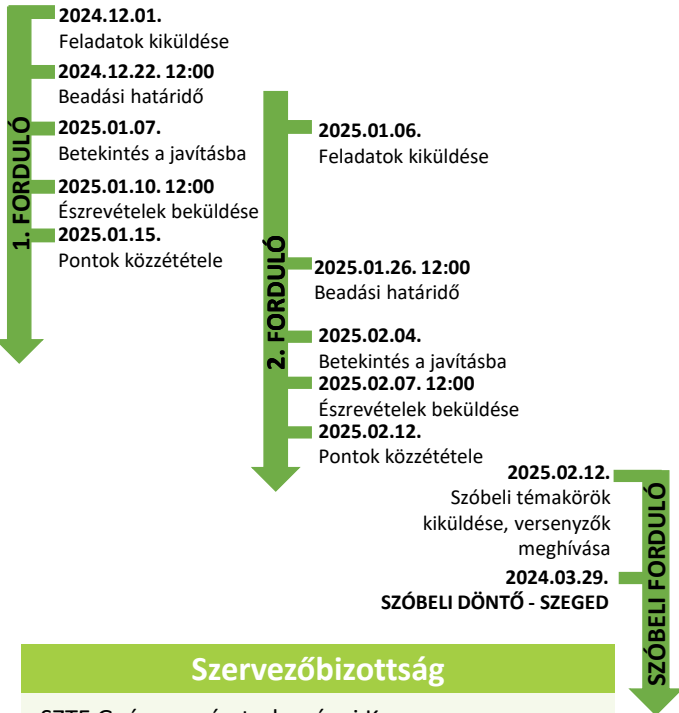 1. FORDULÓ
2024.12.01.
Feladatok kiküldése
2024.12.22. 12:00
Beadási határidő
2025.01.07.
Betekintés a javításba
2025.01.10. 12:00
Észrevételek beküldése
2025.01.15.
Pontok közzététele
2. FORDULÓ
2025.01.06.
Feladatok kiküldése
2025.01.26. 12:00
Beadási határidő
2025.02.04.
Betekintés a javításba
2025.02.07. 12:00
Észrevételek beküldése
2025.02.12.
Pontok közzététele
SZÓBELI FORDULÓ
2025.02.12.
Szóbeli témakörök
kiküldése, versenyzők
meghívása
2024.03.29.
SZÓBELI DÖNTŐ - SZEGED
Szervezőbizottság